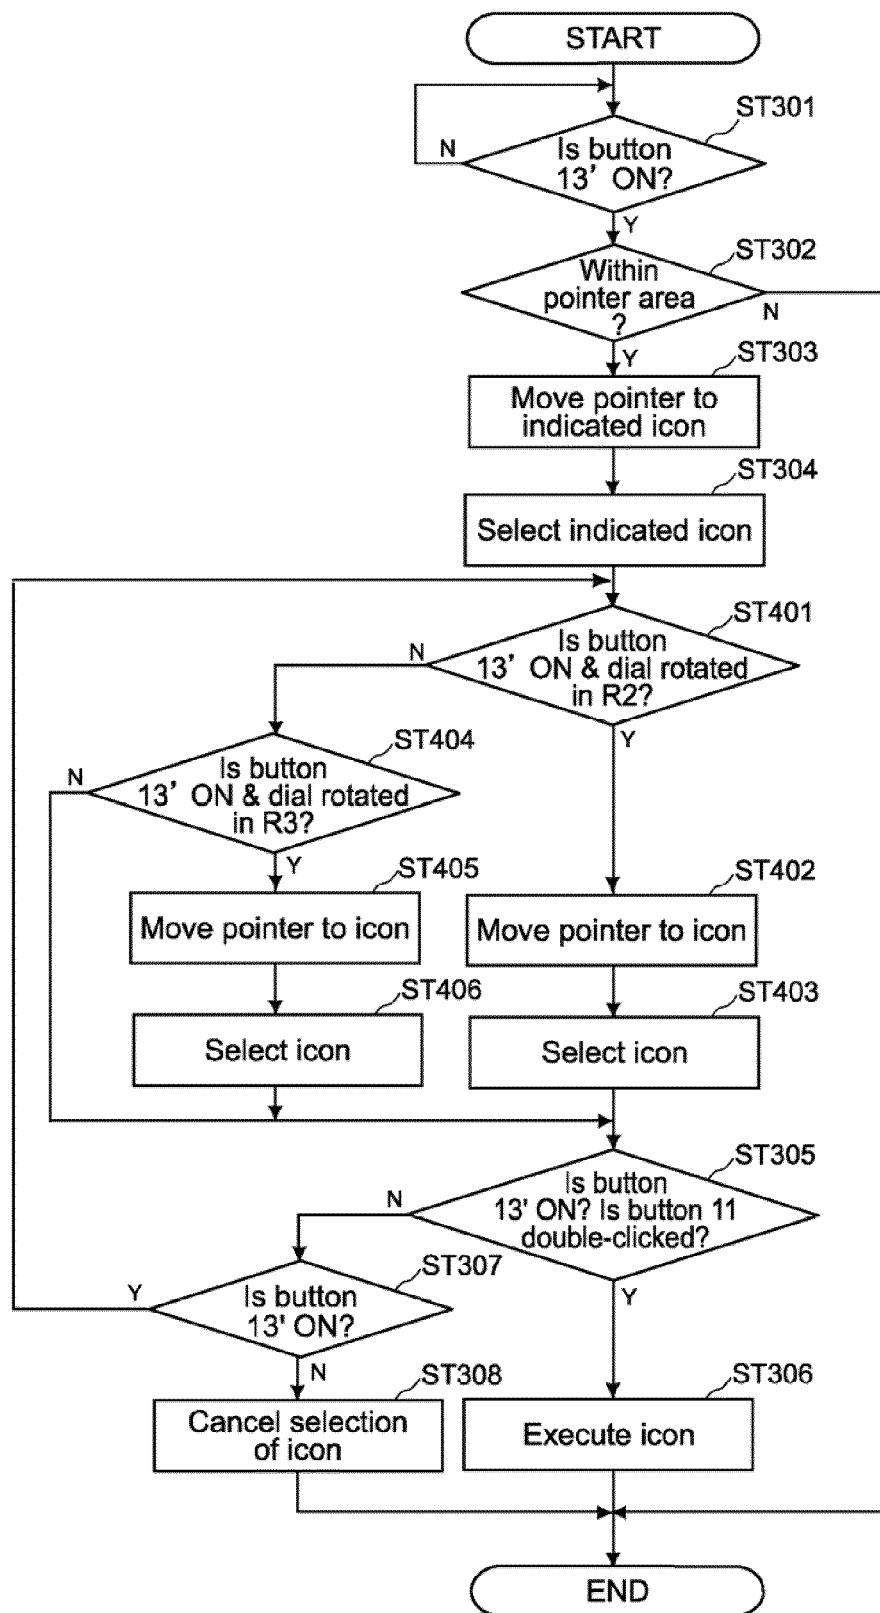 START
ST301
N
Is button
13’ ON?
Y
ST302
Within
pointer area
?
N
Y
ST303
Move pointer to
indicated icon
ST304
Select indicated icon
ST401
N
Is button
13’ ON & dial rotated
in R2?
Y
ST404
N
Is button
13’ ON & dial rotated
in R3?
Y
ST405
Move pointer to icon
ST402
Move pointer to icon
ST406
Select icon
ST403
Select icon
ST305
N
Is button
13' ON? Is button 11
double-clicked?
Y
ST307
Y
Is button
13' ON?
N
ST308
Cancel selection
of icon
ST306
Execute icon
END